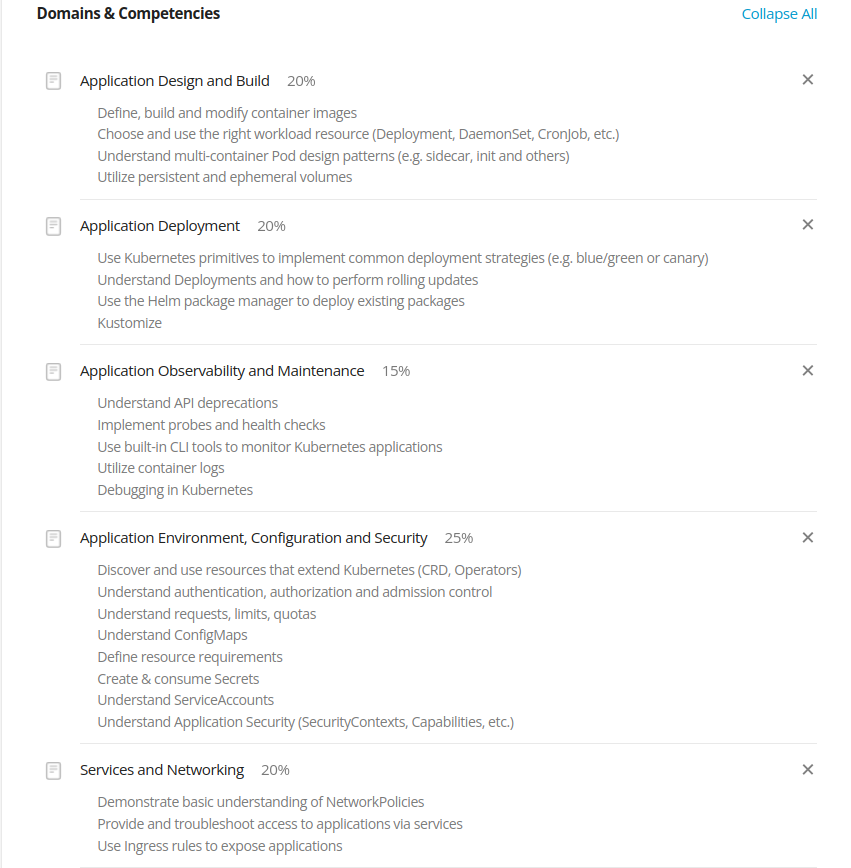 Domains & Competencies
Collapse All
Application Design and Build 20%
Define, build and modify container images
Choose and use the right workload resource (Deployment, DaemonSet, CronJob, etc.)
Understand multi-container Pod design patterns (e.g. sidecar, init and others)
Utilize persistent and ephemeral volumes
Application Deployment 20%
Use Kubernetes primitives to implement common deployment strategies (e.g. blue/green or canary)
Understand Deployments and how to perform rolling updates
Use the Helm package manager to deploy existing packages
Kustomize
Application Observability and Maintenance 15%
Understand API deprecations
Implement probes and health checks
Use built-in CLI tools to monitor Kubernetes applications
Utilize container logs
Debugging in Kubernetes
Application Environment, Configuration and Security 25%
Discover and use resources that extend Kubernetes (CRD, Operators)
Understand authentication, authorization and admission control
Understand requests, limits, quotas
Understand ConfigMaps
Define resource requirements
Create & consume Secrets
Understand ServiceAccounts
Understand Application Security (SecurityContexts, Capabilities, etc.)
Services and Networking 20%
Demonstrate basic understanding of NetworkPolicies
Provide and troubleshoot access to applications via services
Use Ingress rules to expose applications